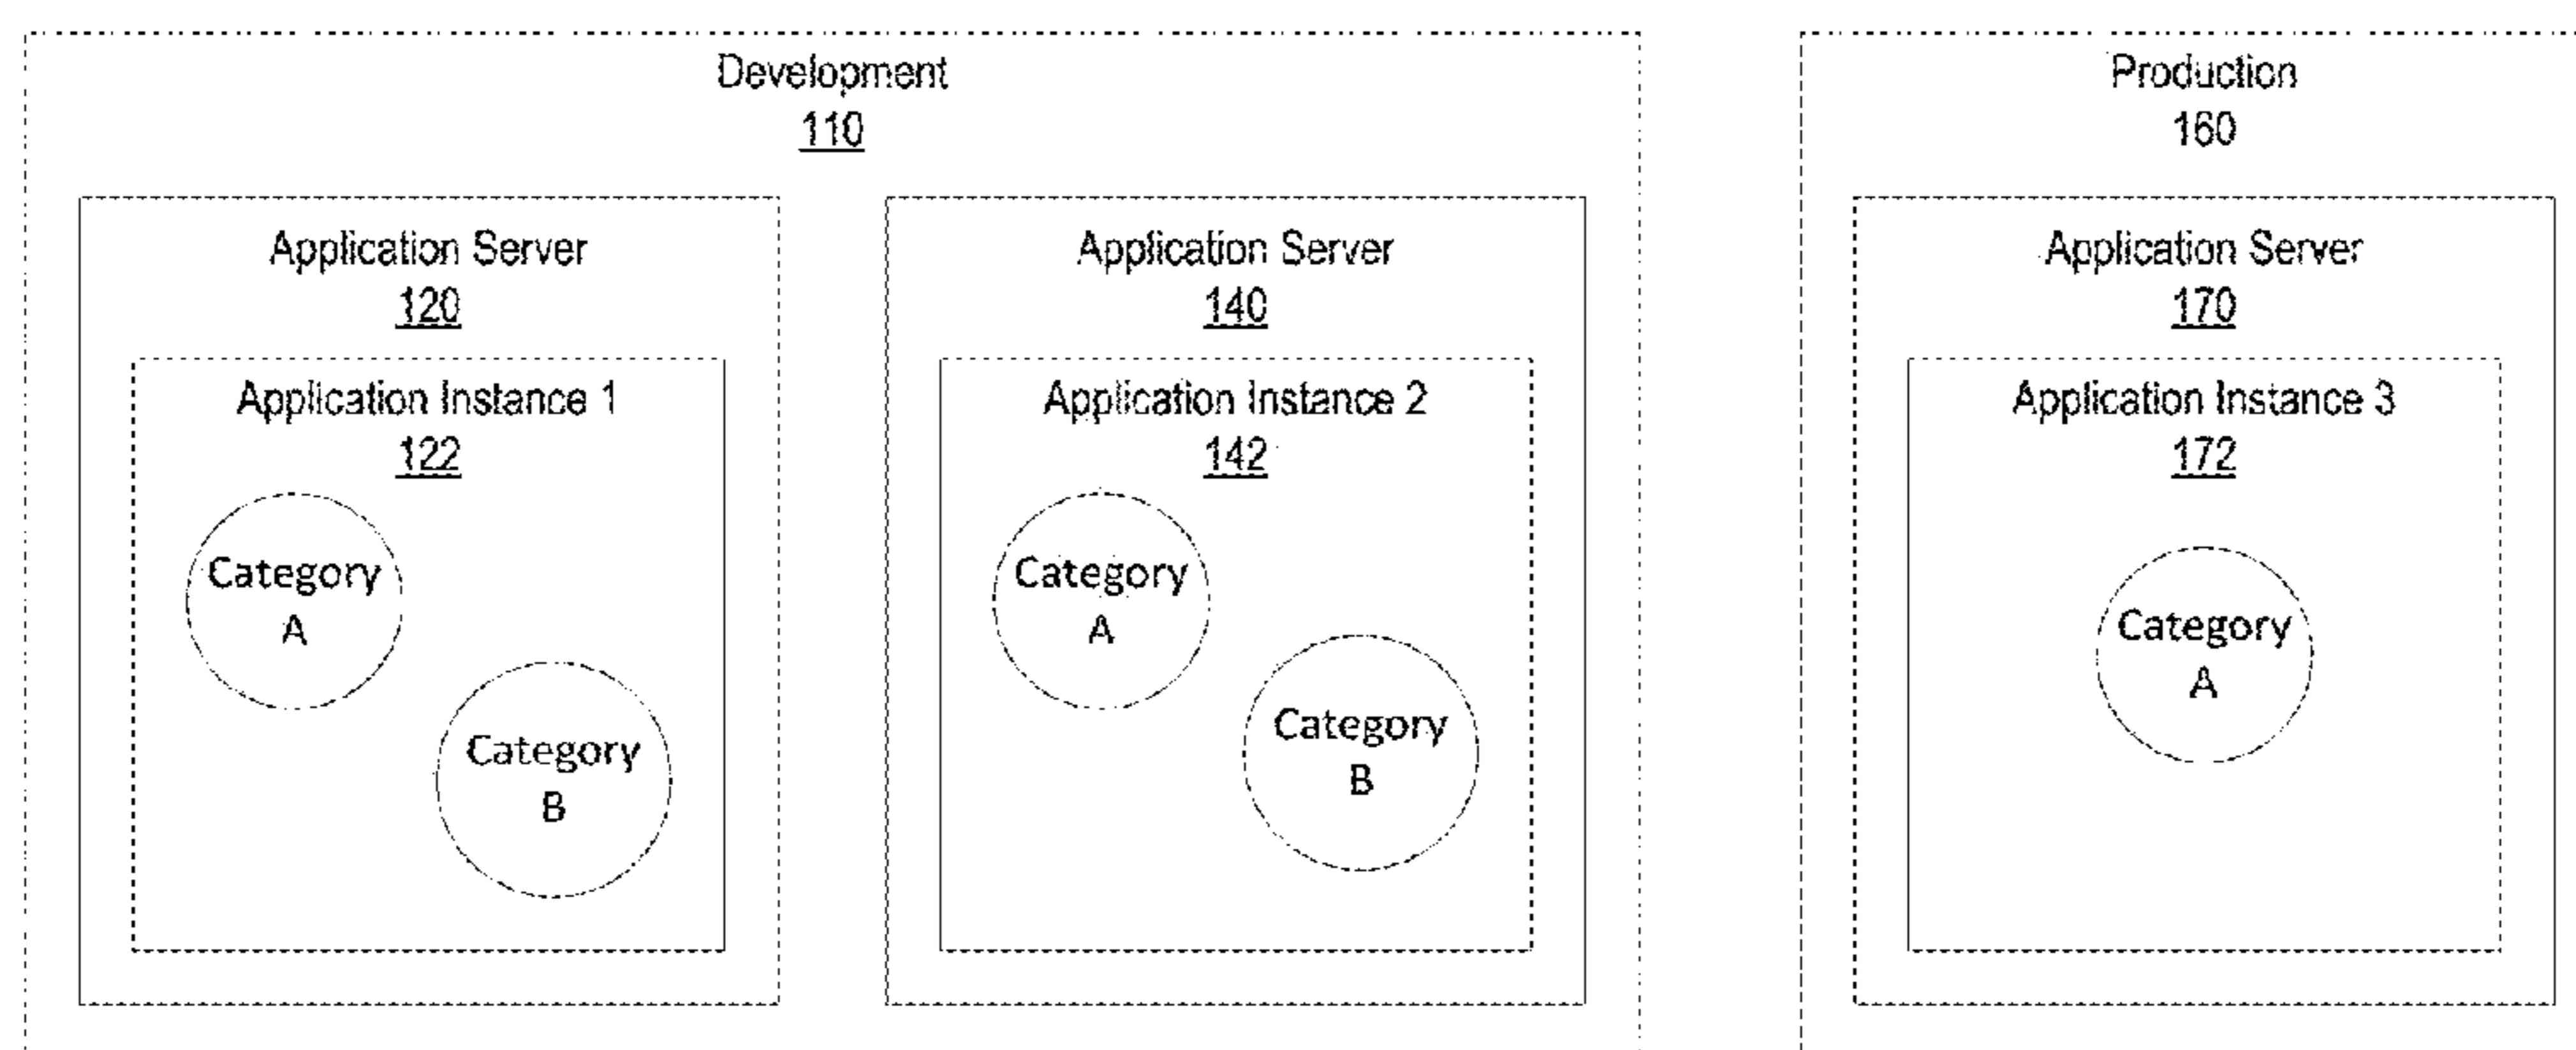 Development
110
Application Server
120
Application Instance 1
122
Category
A
Category
B
Application Server
140
Application Instance 2
142
Category
A
Category
B
Production
160
Application Server
170
Application Instance 3
172
Category
A